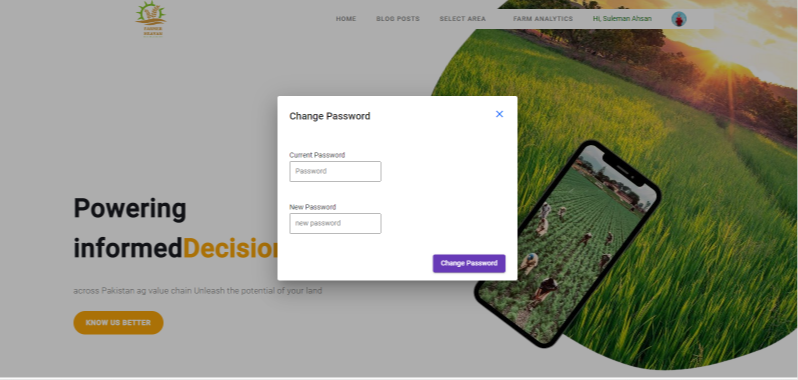 HOME BLOG POSTS SELECT AREA FARM ANALYTICS Hi, Suleman Ahsan
Change Password
Current Password
Password
New Password
new password
Change Password
Powering
informedDecision
across Pakistan ag value chain Unleash the potential of your land
KNOW US BETTER